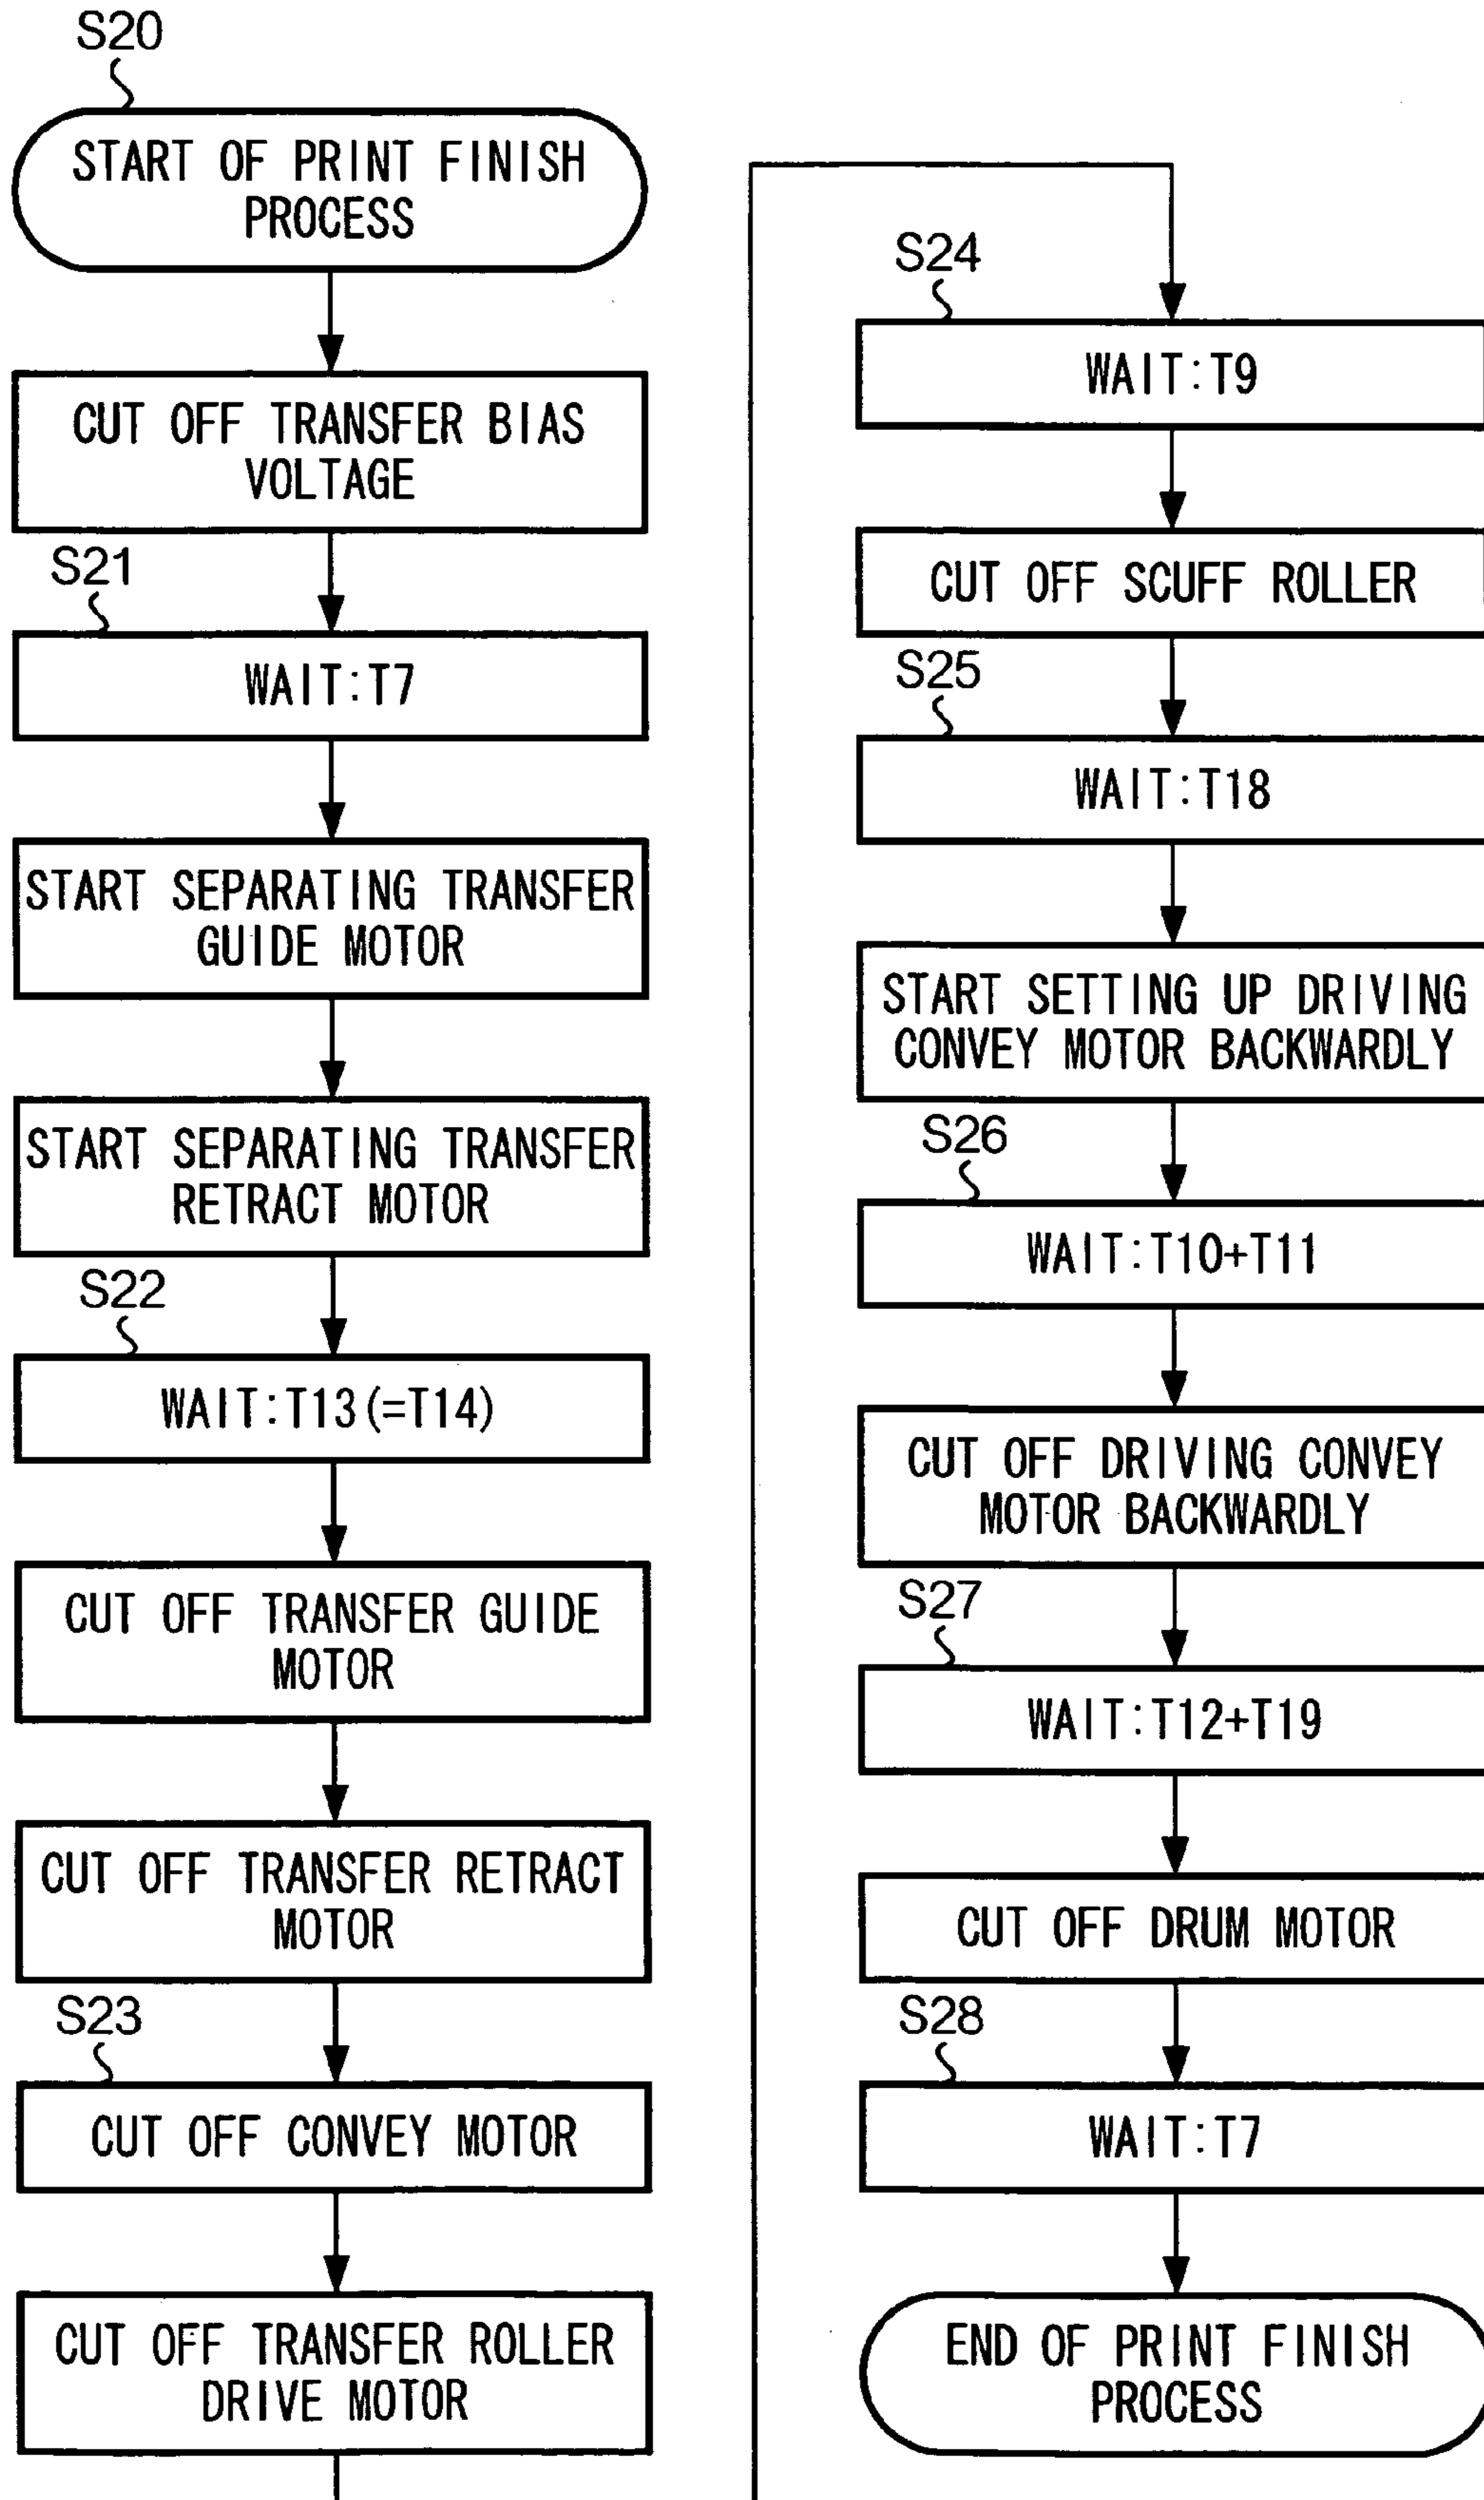 S20
START OF PRINT FINISH
PROCESS
CUT OFF TRANSFER BIAS
VOLTAGE
S21
WAIT:T7
START SEPARATING TRANSFER
GUIDE MOTOR
START SEPARATING TRANSFER
RETRACT MOTOR
S22
WAIT:T13(=T14)
CUT OFF TRANSFER GUIDE
MOTOR
CUT OFF TRANSFER RETRACT
MOTOR
S23
CUT OFF CONVEY MOTOR
CUT OFF TRANSFER ROLLER
DRIVE MOTOR
S24
WAIT:T9
CUT OFF SCUFF ROLLER
S25
WAIT:T18
START SETTING UP DRIVING
CONVEY MOTOR BACKWARDLY
S26
WAIT:T10+T11
CUT OFF DRIVING CONVEY
MOTOR BACKWARDLY
S27
WAIT:T12+T19
CUT OFF DRUM MOTOR
S28
WAIT:T7
END OF PRINT FINISH
PROCESS